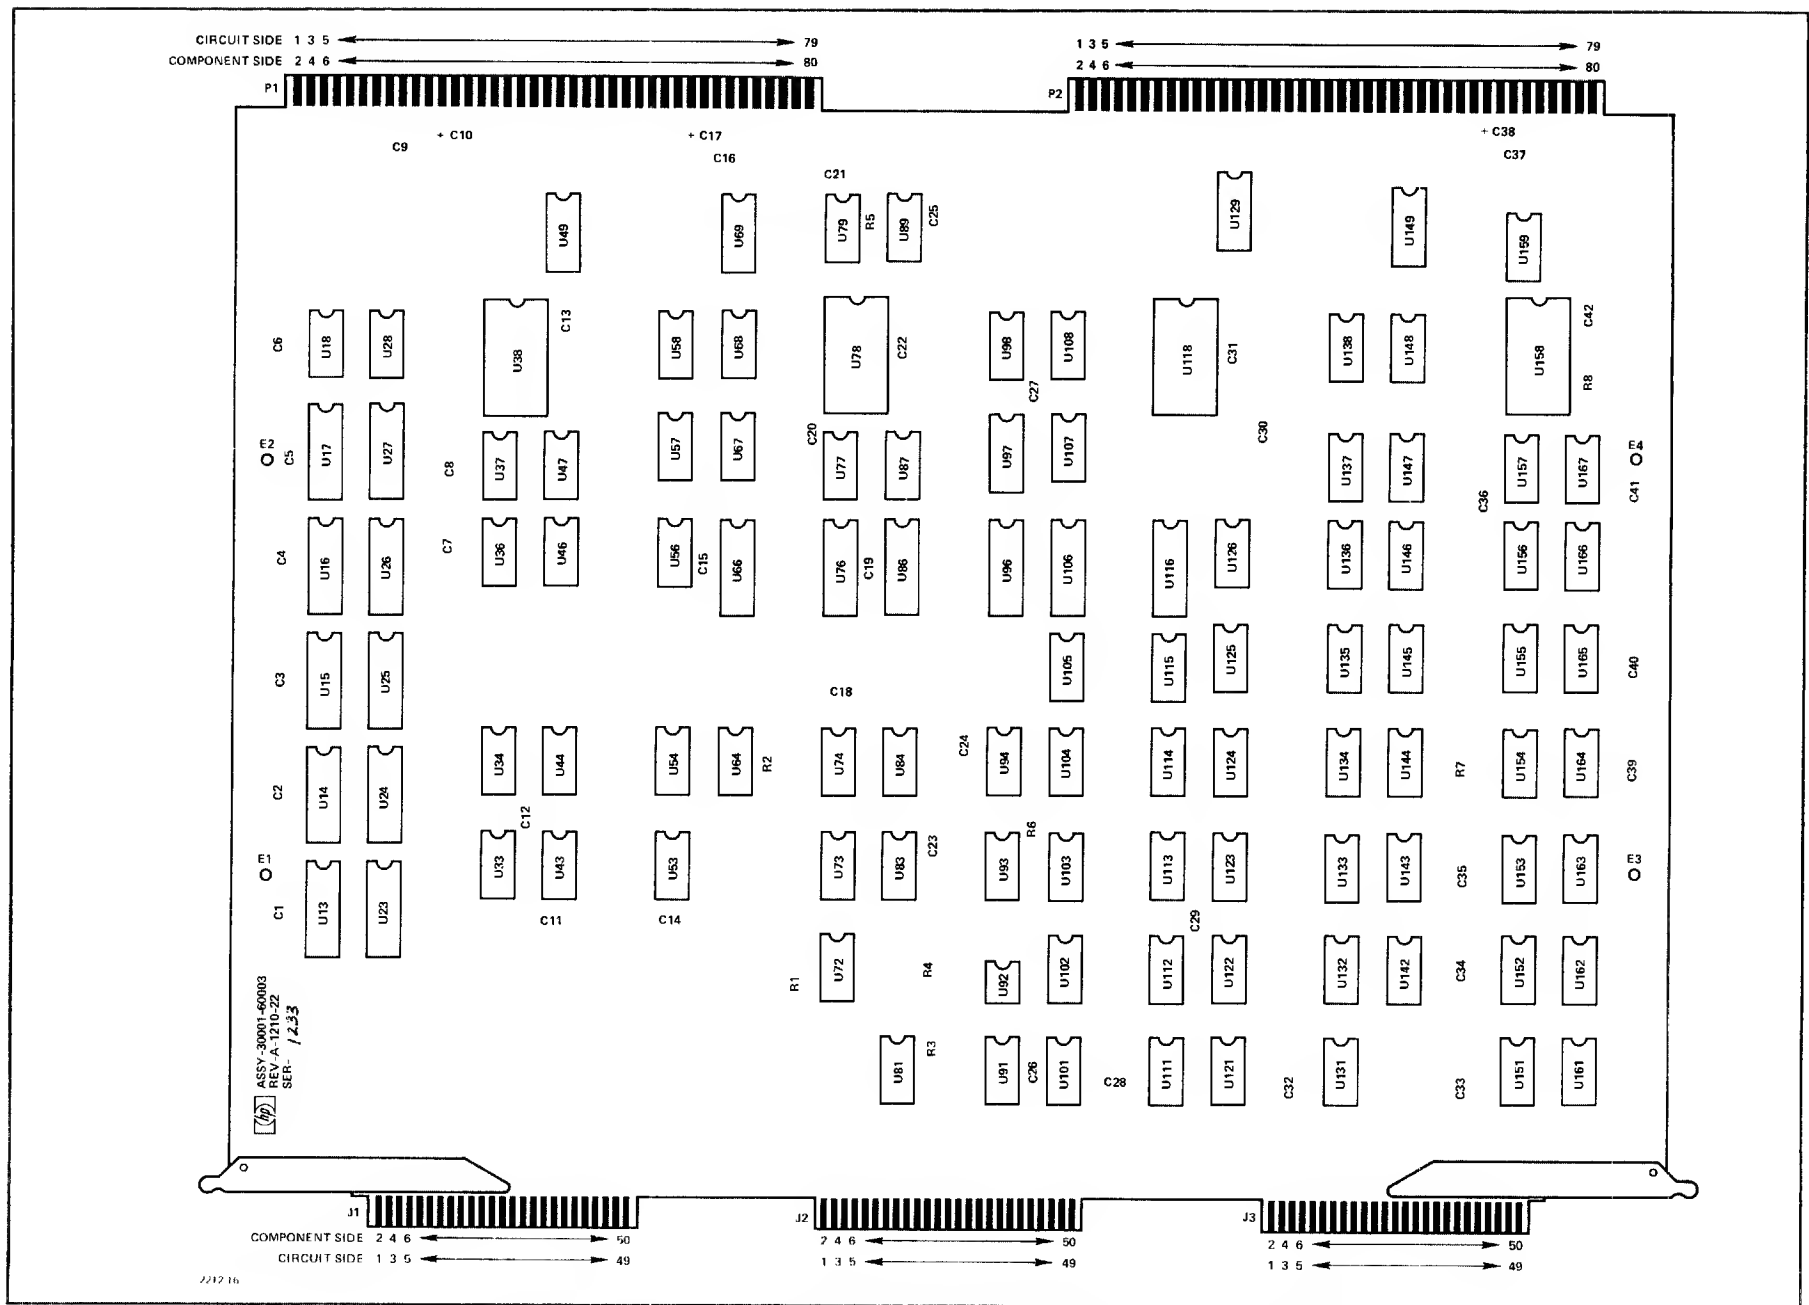 CIRCUIT SIDE 1 3 5 79
COMPONENT SIDE 2 4 6 80
1 3 5 79
2 4 6 80
P1
P2
C9
+ C10
+ C17
C16
+ C38
C37
C21
U49
U69
U79
R5
U89
C25
U129
U149
U159
C6
U18
U28
U38
C13
U58
U68
U78
C22
U98
U108
C27
U118
C31
U138
U148
U158
C42
R8
E2
C5
U17
U27
C8
U37
U47
U57
U67
C20
U77
U87
U97
U107
C30
U137
U147
C36
U157
U167
E4
C41
C4
U16
U26
C7
U36
U46
U56
C15
U66
U76
C19
U86
U96
U106
U116
U126
U136
U146
U156
U166
C3
U15
U25
C18
U105
U115
U125
U135
U145
U155
U165
C40
C2
U14
U24
U34
U44
U54
U64
R2
U74
U84
C24
U94
U104
U114
U124
U134
U144
R7
U154
U164
C39
E1
C12
U33
U43
U53
U73
U83
C23
U93
R6
U103
U113
U123
U133
U143
C35
U153
U163
E3
C1
U13
U23
C11
C14
C29
R1
U72
R4
U92
U102
U112
U122
U132
U142
C34
U152
U162
ASSY-30001-60003
REV-A-1210-22
SER- 1233
hp
U81
R3
U91
C26
U101
C28
U111
U121
C32
U131
C33
U151
U161
J1
J2
J3
COMPONENT SIDE 2 4 6 50
CIRCUIT SIDE 1 3 5 49
2 4 6 50
1 3 5 49
2 4 6 50
1 3 5 49
2212-16